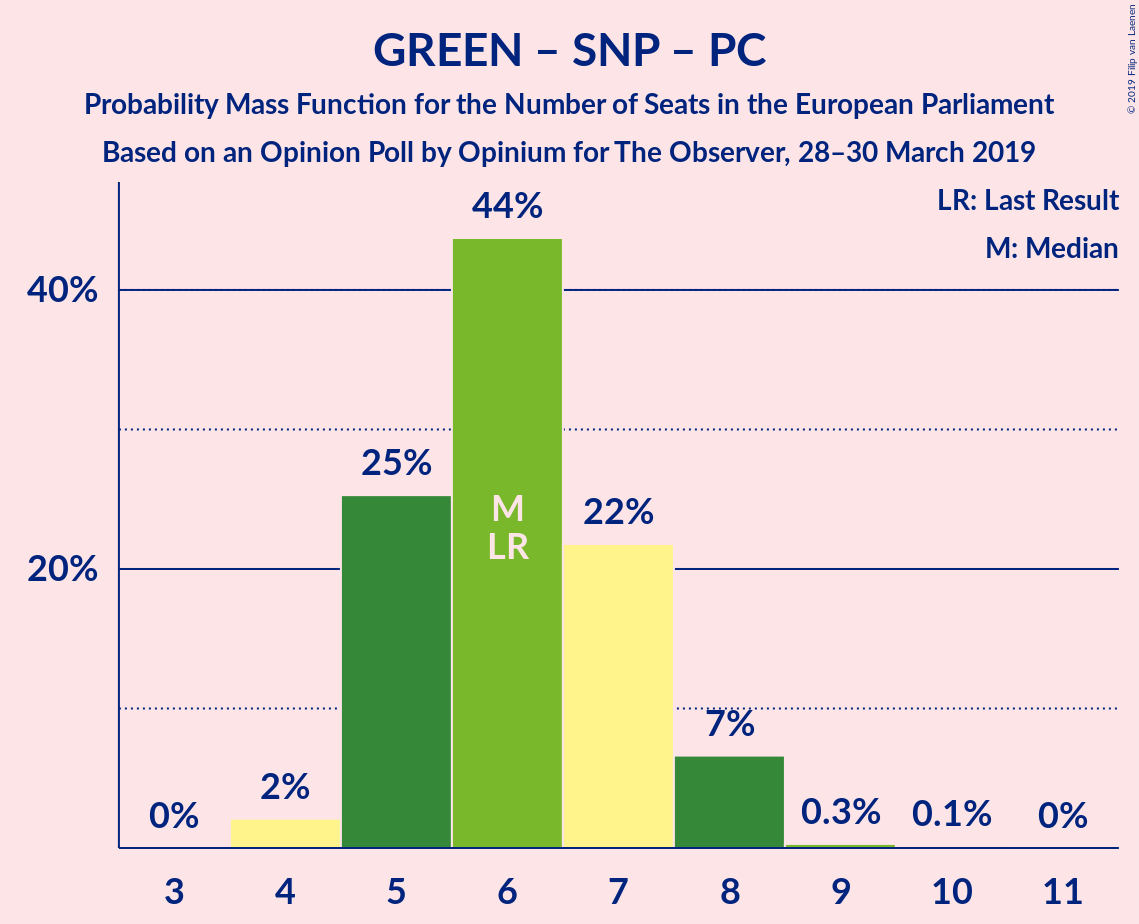 GREEN – SNP – PC
Probability Mass Function for the Number of Seats in the European Parliament
Based on an Opinion Poll by Opinium for The Observer, 28–30 March 2019
© 2019 Filip van Laenen
LR: Last Result
M: Median
40%
20%
0%
2%
25%
44%
M
LR
22%
7%
0.3%
0.1%
0%
3
4
5
6
7
8
9
10
11